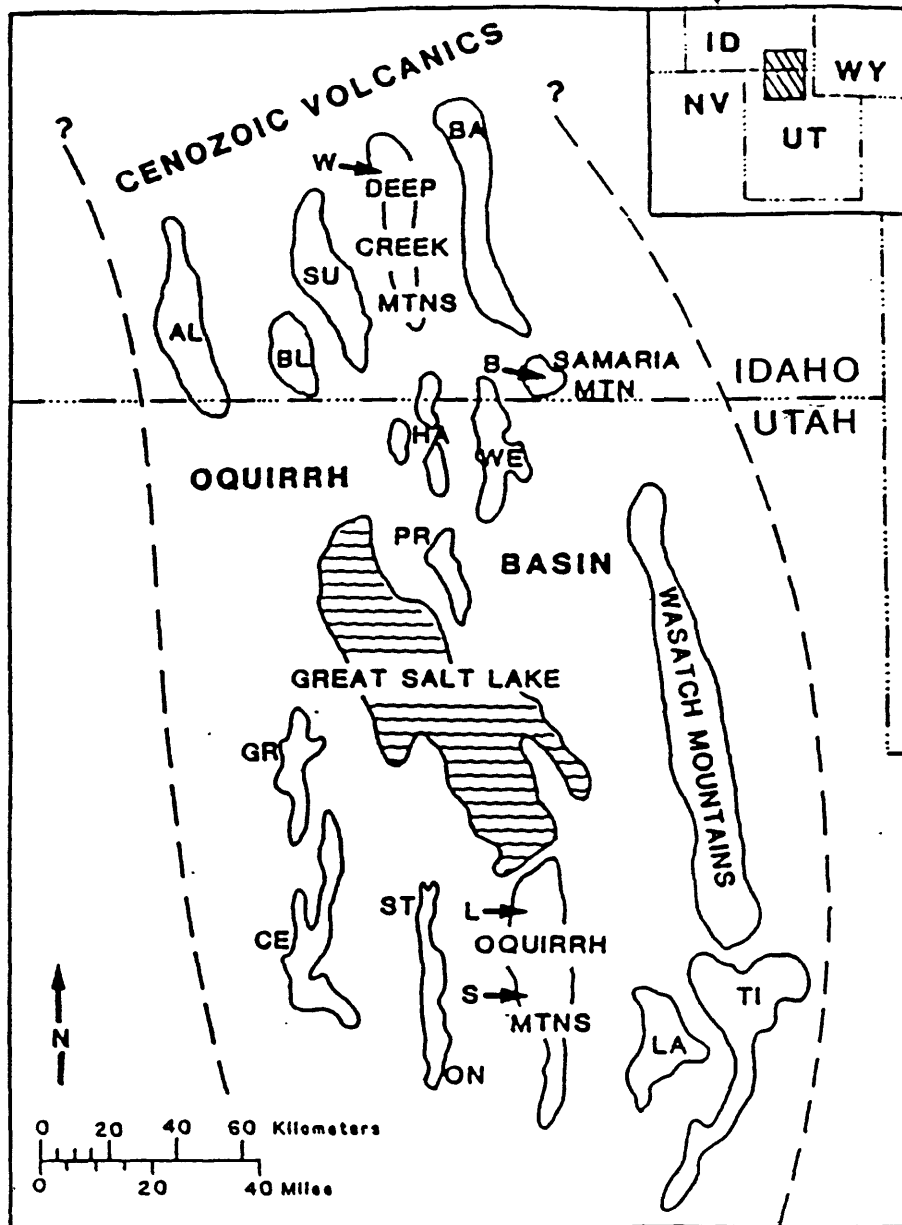 ID
WY
NV
UT
CENOZOIC VOLCANICS
?
?
BA
W
DEEP
CREEK
MTNS
SU
AL
BL
B
SAMARIA
MTN
IDAHO
UTAH
HA
WE
OQUIRRH
BASIN
PR
GREAT SALT LAKE
WASATCH MOUNTAINS
GR
ST
L
OQUIRRH
CE
S
MTNS
TI
LA
ON
N
0 20 40 60 Kilometers
0 20 40 Miles